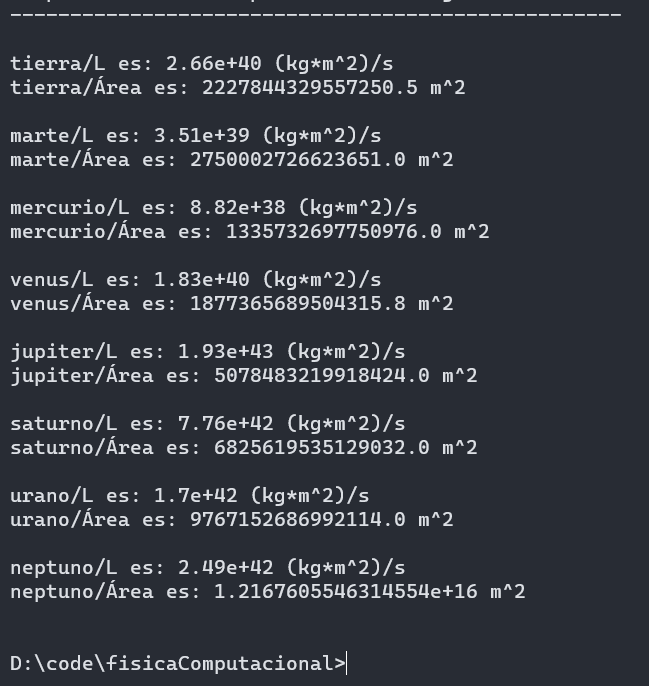 --------------------------------------------------
tierra/L es: 2.66e+40 (kg*m^2)/s
tierra/Área es: 2227844329557250.5 m^2
marte/L es: 3.51e+39 (kg*m^2)/s
marte/Área es: 2750002726623651.0 m^2
mercurio/L es: 8.82e+38 (kg*m^2)/s
mercurio/Área es: 1335732697750976.0 m^2
venus/L es: 1.83e+40 (kg*m^2)/s
venus/Área es: 1877365689504315.8 m^2
jupiter/L es: 1.93e+43 (kg*m^2)/s
jupiter/Área es: 5078483219918424.0 m^2
saturno/L es: 7.76e+42 (kg*m^2)/s
saturno/Área es: 6825619535129032.0 m^2
urano/L es: 1.7e+42 (kg*m^2)/s
urano/Área es: 9767152686992114.0 m^2
neptuno/L es: 2.49e+42 (kg*m^2)/s
neptuno/Área es: 1.2167605546314554e+16 m^2
D:\code\fisicaComputacional>